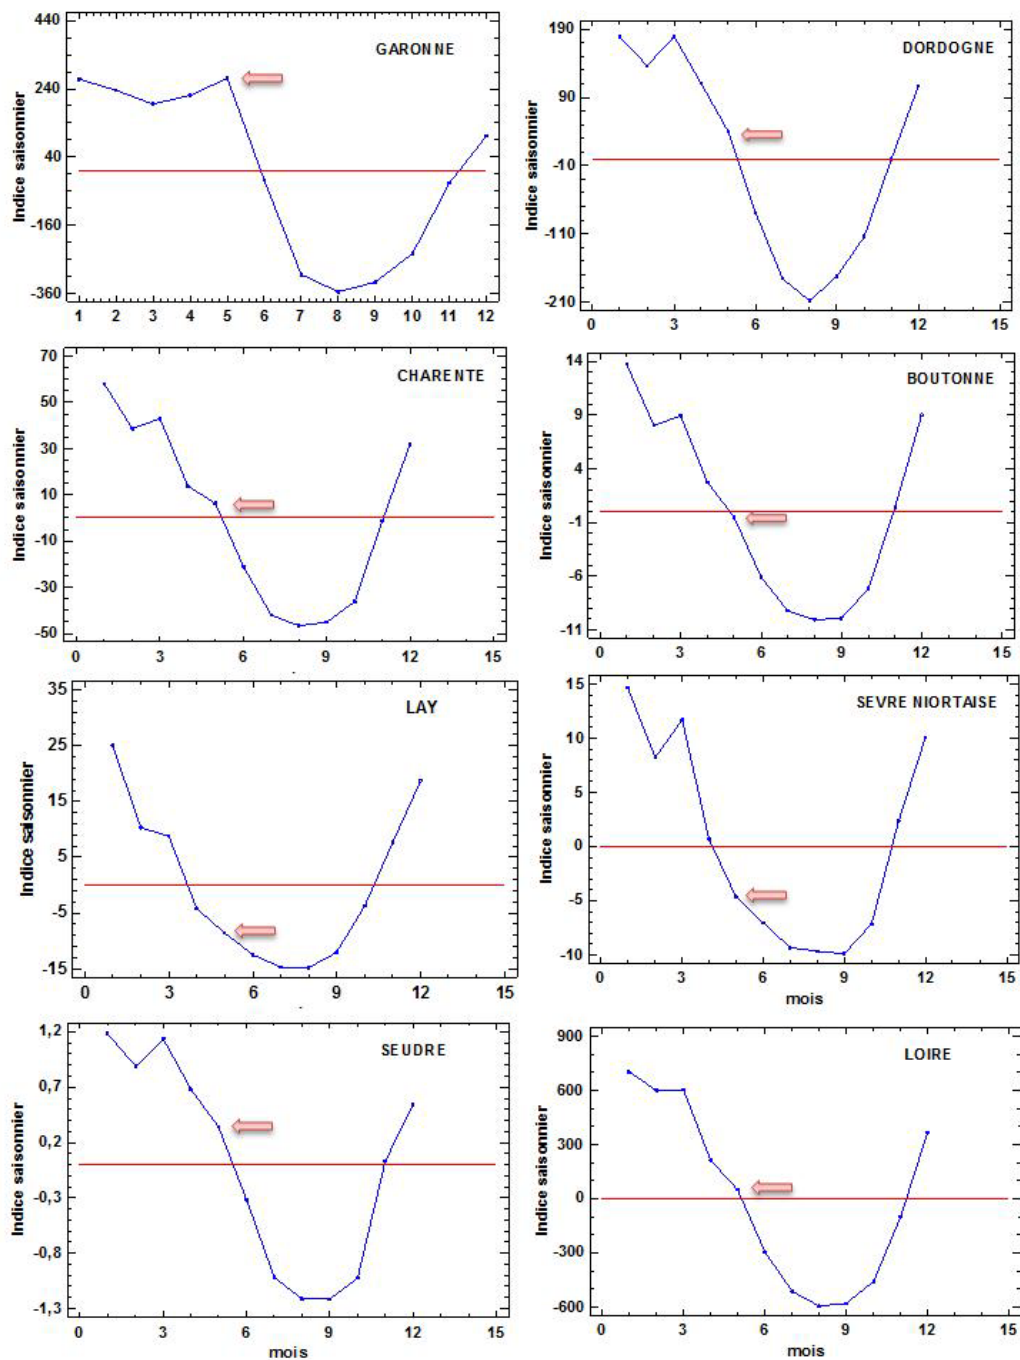 GARONNE
Indice saisonnier
440
240
40
-160
-360
1 2 3 4 5 6 7 8 9 10 11 12
DORDOGNE
Indice saisonnier
190
90
-10
-110
-210
0 3 6 9 12 15
CHARENTE
Indice saisonnier
70
50
30
10
-10
-30
-50
0 3 6 9 12 15
BOUTONNE
Indice saisonnier
14
9
4
-1
-6
-11
0 3 6 9 12 15
LAY
Indice saisonnier
35
25
15
5
-5
-15
0 3 6 9 12 15
SEVRE NIORTAISE
Indice saisonnier
15
10
5
0
-5
-10
0 3 6 9 12 15
mois
SEUDRE
Indice saisonnier
1,2
0,7
0,2
-0,3
-0,8
-1,3
0 3 6 9 12 15
mois
LOIRE
Indice saisonnier
900
600
300
0
-300
-600
0 3 6 9 12 15
mois